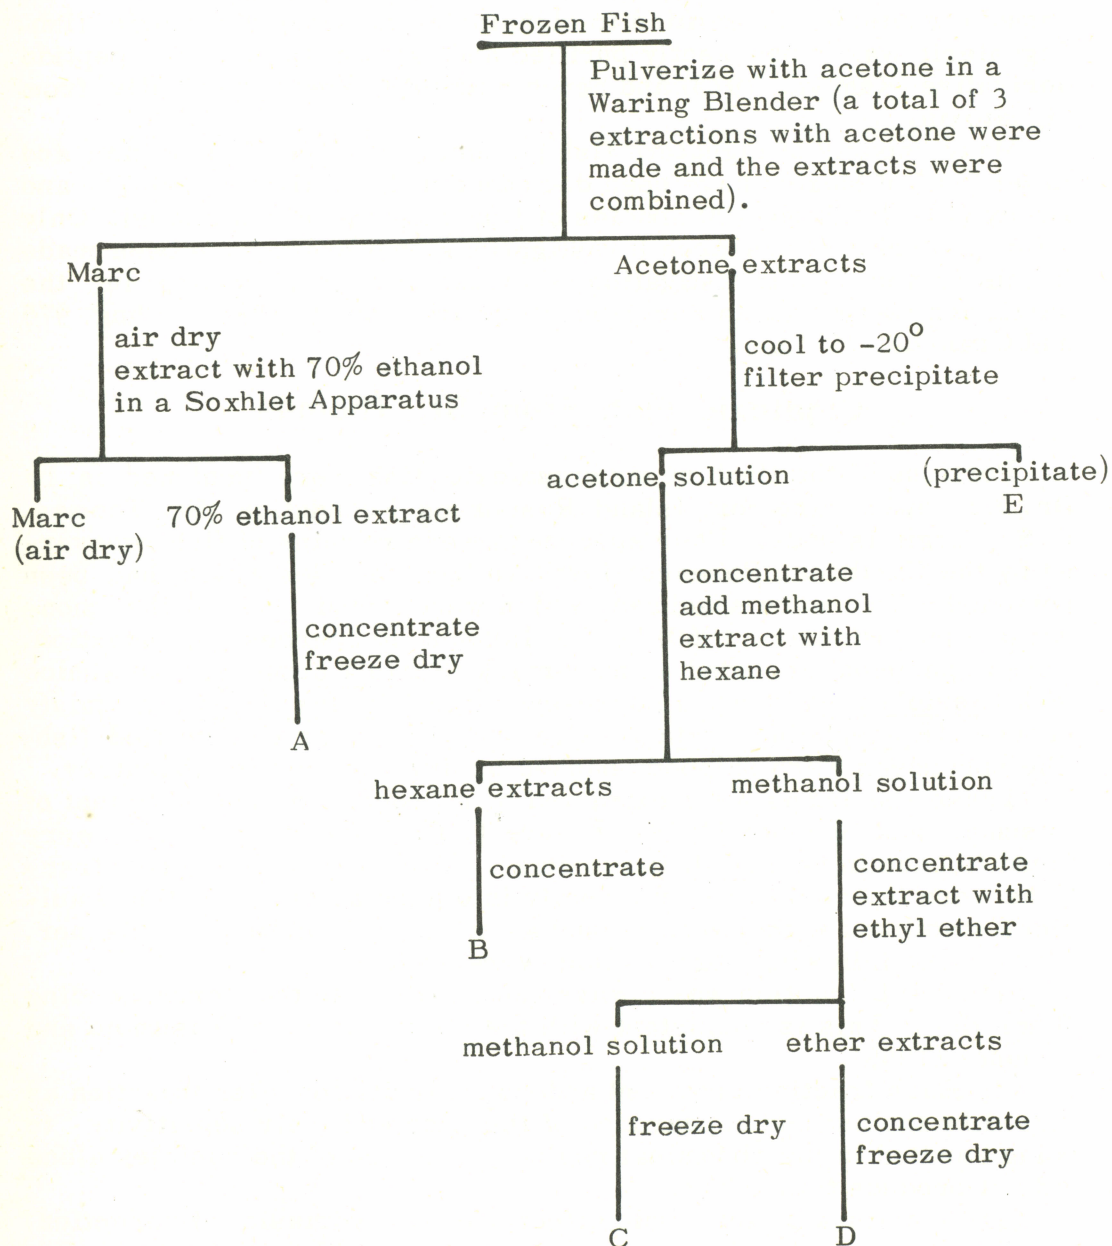 Frozen Fish
Pulverize with acetone in a
Waring Blender (a total of 3
extractions with acetone were
made and the extracts were
combined).
Marc
Acetone extracts
air dry
extract with 70% ethanol
in a Soxhlet Apparatus
cool to -20°
filter precipitate
Marc
(air dry)
70% ethanol extract
acetone solution
(precipitate)
E
concentrate
freeze dry
A
concentrate
add methanol
extract with
hexane
hexane extracts
methanol solution
concentrate
B
concentrate
extract with
ethyl ether
methanol solution
ether extracts
freeze dry
C
concentrate
freeze dry
D